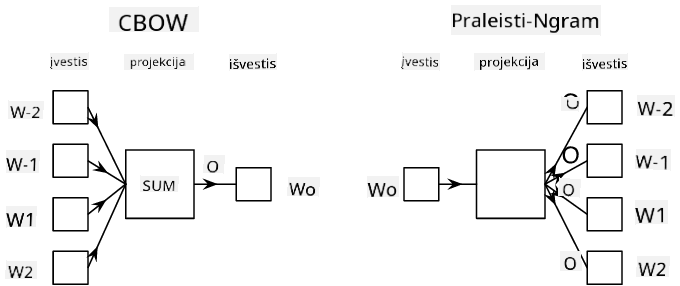 CBOW
įvestis projekcija išvestis
W-2
W-1
W1
W2
SUM
O
Wo
Praleisti-Ngram
įvestis projekcija išvestis
Wo
O
O
O
W-2
W-1
W1
W2